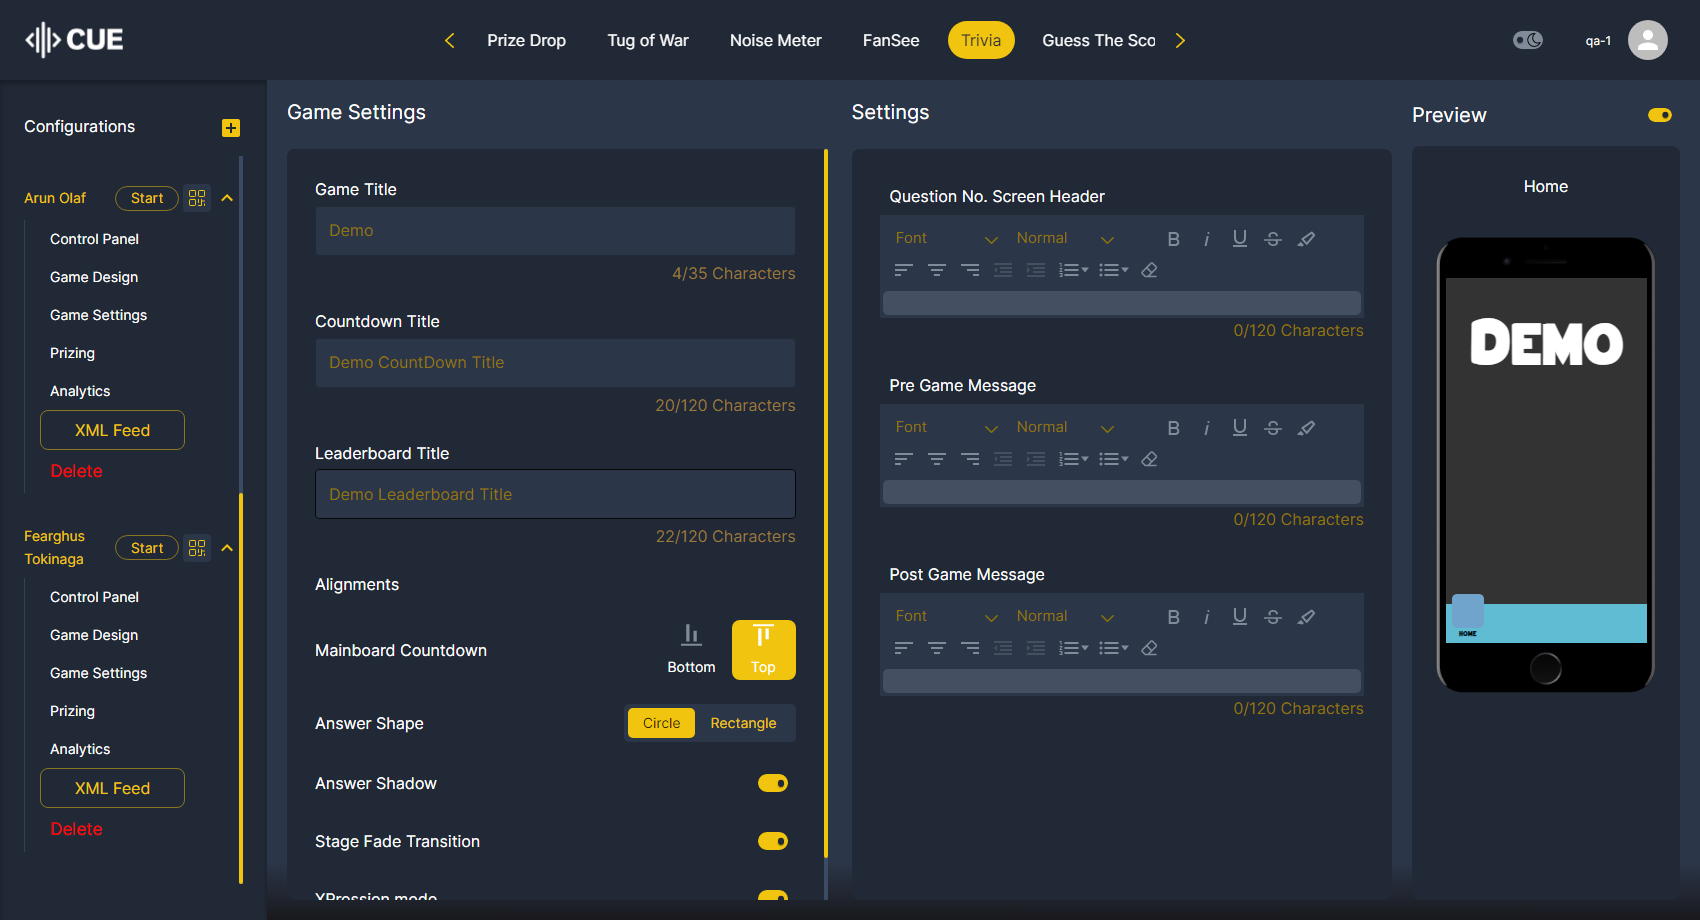 CUE
Prize Drop
Tug of War
Noise Meter
FanSee
Trivia
Guess The Sco
qa-1
Configurations
Arun Olaf
Start
Control Panel
Game Design
Game Settings
Prizing
Analytics
XML Feed
Delete
Fearghus
Tokinaga
Start
Control Panel
Game Design
Game Settings
Prizing
Analytics
XML Feed
Delete
Game Settings
Game Title
Demo
4/35 Characters
Countdown Title
Demo CountDown Title
20/120 Characters
Leaderboard Title
Demo Leaderboard Title
22/120 Characters
Alignments
Mainboard Countdown
Bottom
Top
Answer Shape
Circle
Rectangle
Answer Shadow
Stage Fade Transition
XPression mode
Settings
Question No. Screen Header
Font
Normal
0/120 Characters
Pre Game Message
Font
Normal
0/120 Characters
Post Game Message
Font
Normal
0/120 Characters
Preview
Home
DEMO
HOME